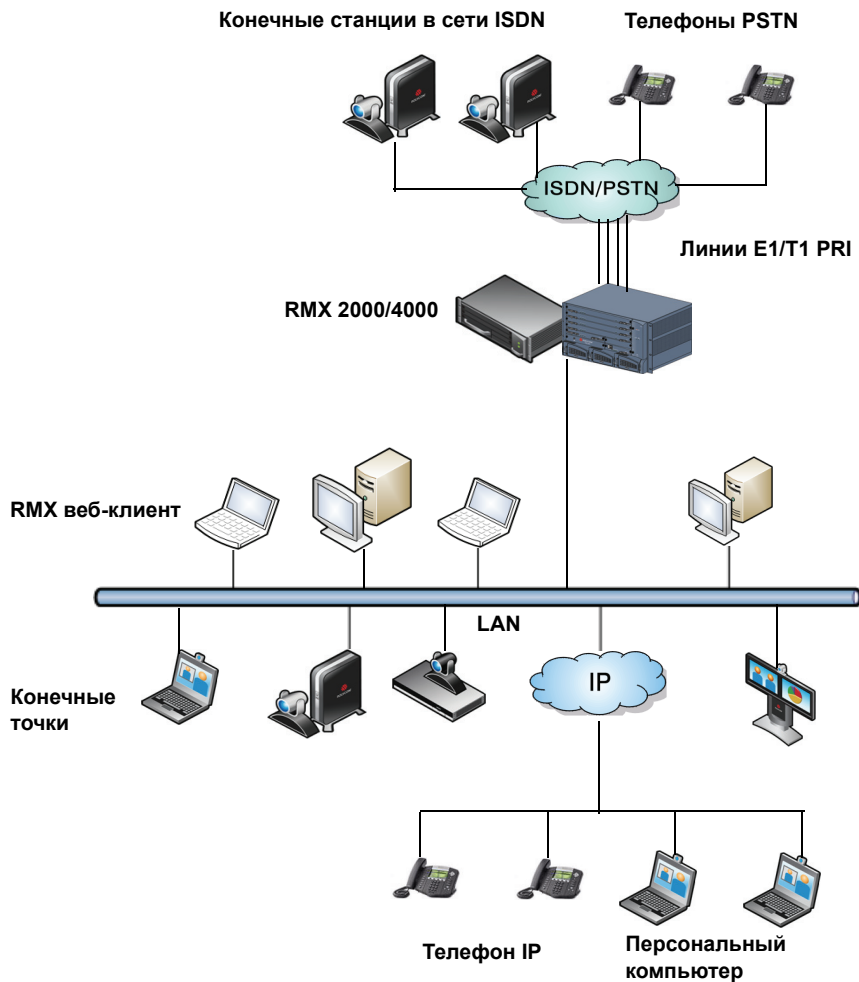 Конечные станции в сети ISDN
Телефоны PSTN
ISDN/PSTN
Линии E1/T1 PRI
RMX 2000/4000
RMX веб-клиент
LAN
Конечные
точки
IP
Телефон IP
Персональный
компьютер